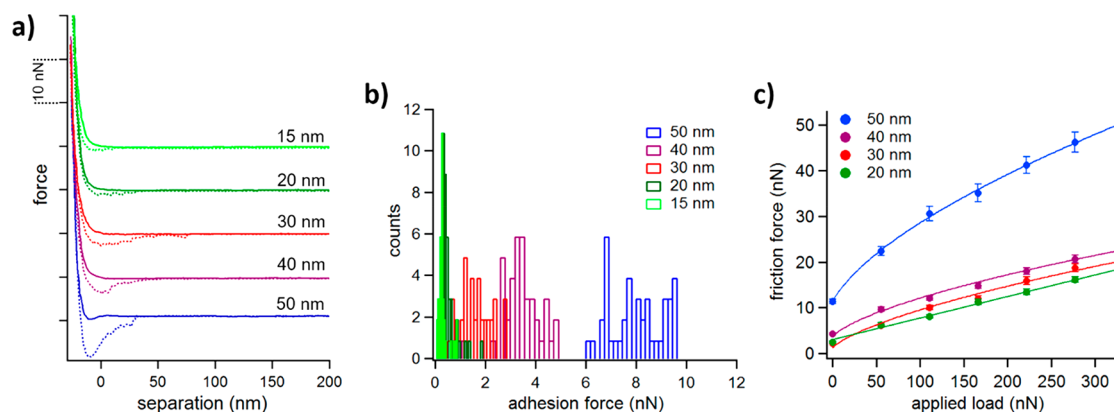 a)
10 nN
force
15 nm
20 nm
30 nm
40 nm
50 nm
0
50
100
150
200
separation (nm)
b)
12
10
8
6
4
2
0
counts
50 nm
40 nm
30 nm
20 nm
15 nm
0
2
4
6
8
10
12
adhesion force (nN)
c)
50
40
30
20
10
0
friction force (nN)
50 nm
40 nm
30 nm
20 nm
0
50
100
150
200
250
300
applied load (nN)